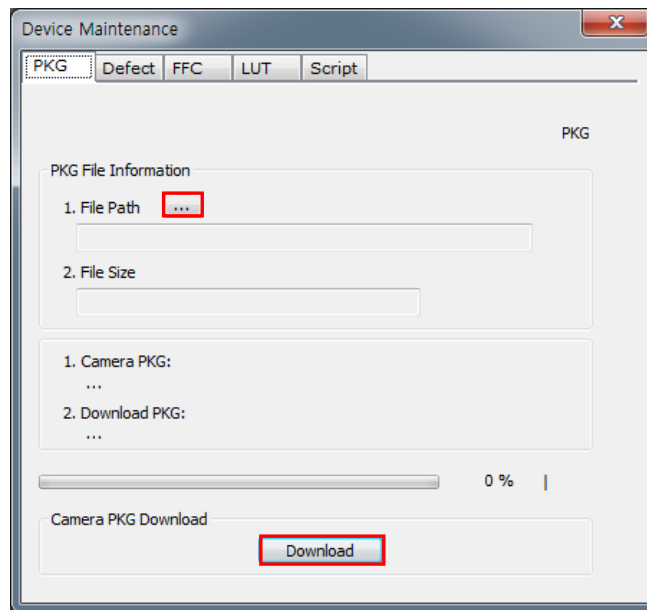 Device Maintenance
x
PKG Defect FFC LUT Script
PKG
PKG File Information
1. File Path ...
2. File Size
1. Camera PKG:
...
2. Download PKG:
...
0 % |
Camera PKG Download
Download